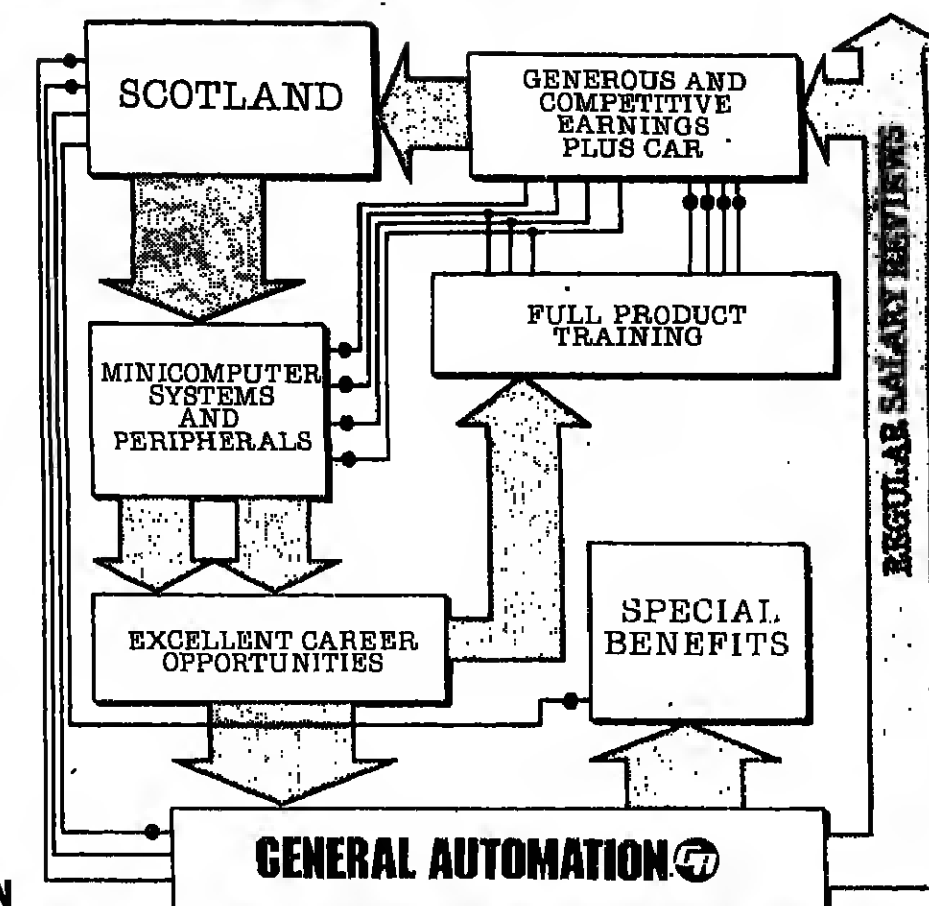 SCOTLAND
GENEROUS AND
COMPETITIVE
EARNINGS
PLUS CAR
REGULAR SALARY REVIEWS
FULL PRODUCT
TRAINING
MINICOMPUTER
SYSTEMS
AND
PERIPHERALS
SPECIAL
BENEFITS
EXCELLENT CAREER
OPPORTUNITIES
GENERAL AUTOMATION
N